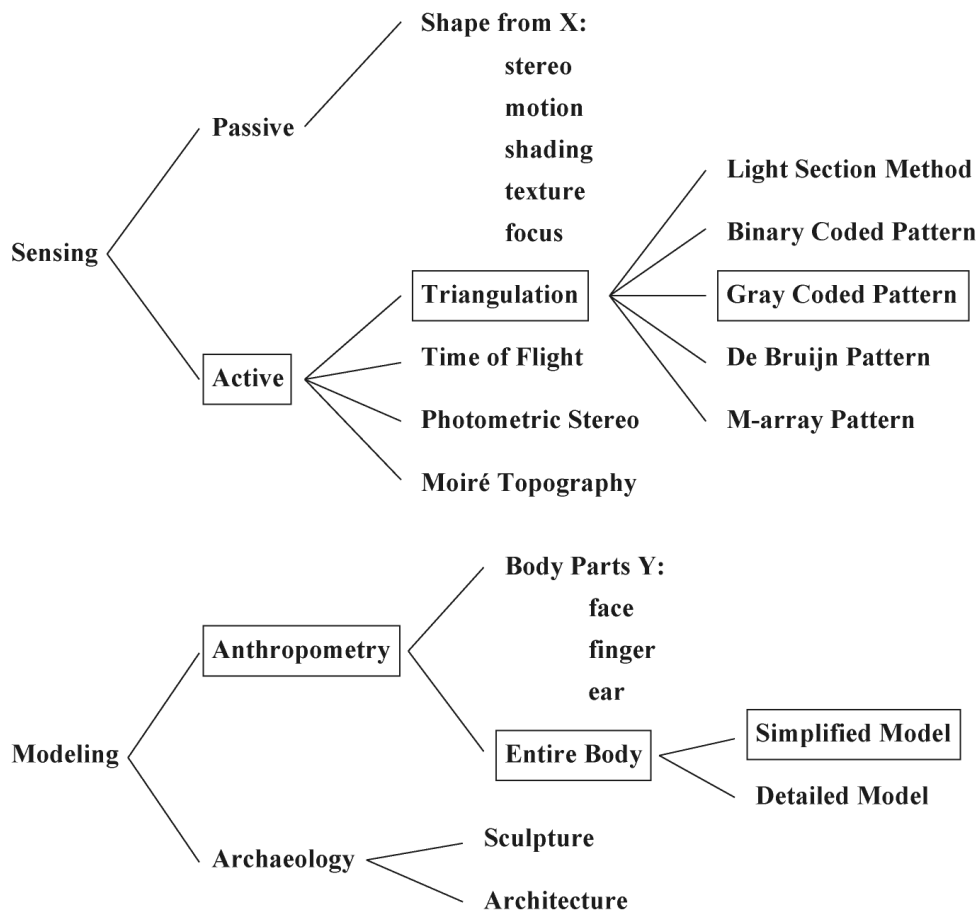 Shape from X:
stereo
motion
shading
texture
focus
Passive
Sensing
Active
Triangulation
Time of Flight
Photometric Stereo
Moiré Topography
Light Section Method
Binary Coded Pattern
Gray Coded Pattern
De Bruijn Pattern
M-array Pattern
Body Parts Y:
face
finger
ear
Anthropometry
Modeling
Entire Body
Simplified Model
Detailed Model
Archaeology
Sculpture
Architecture